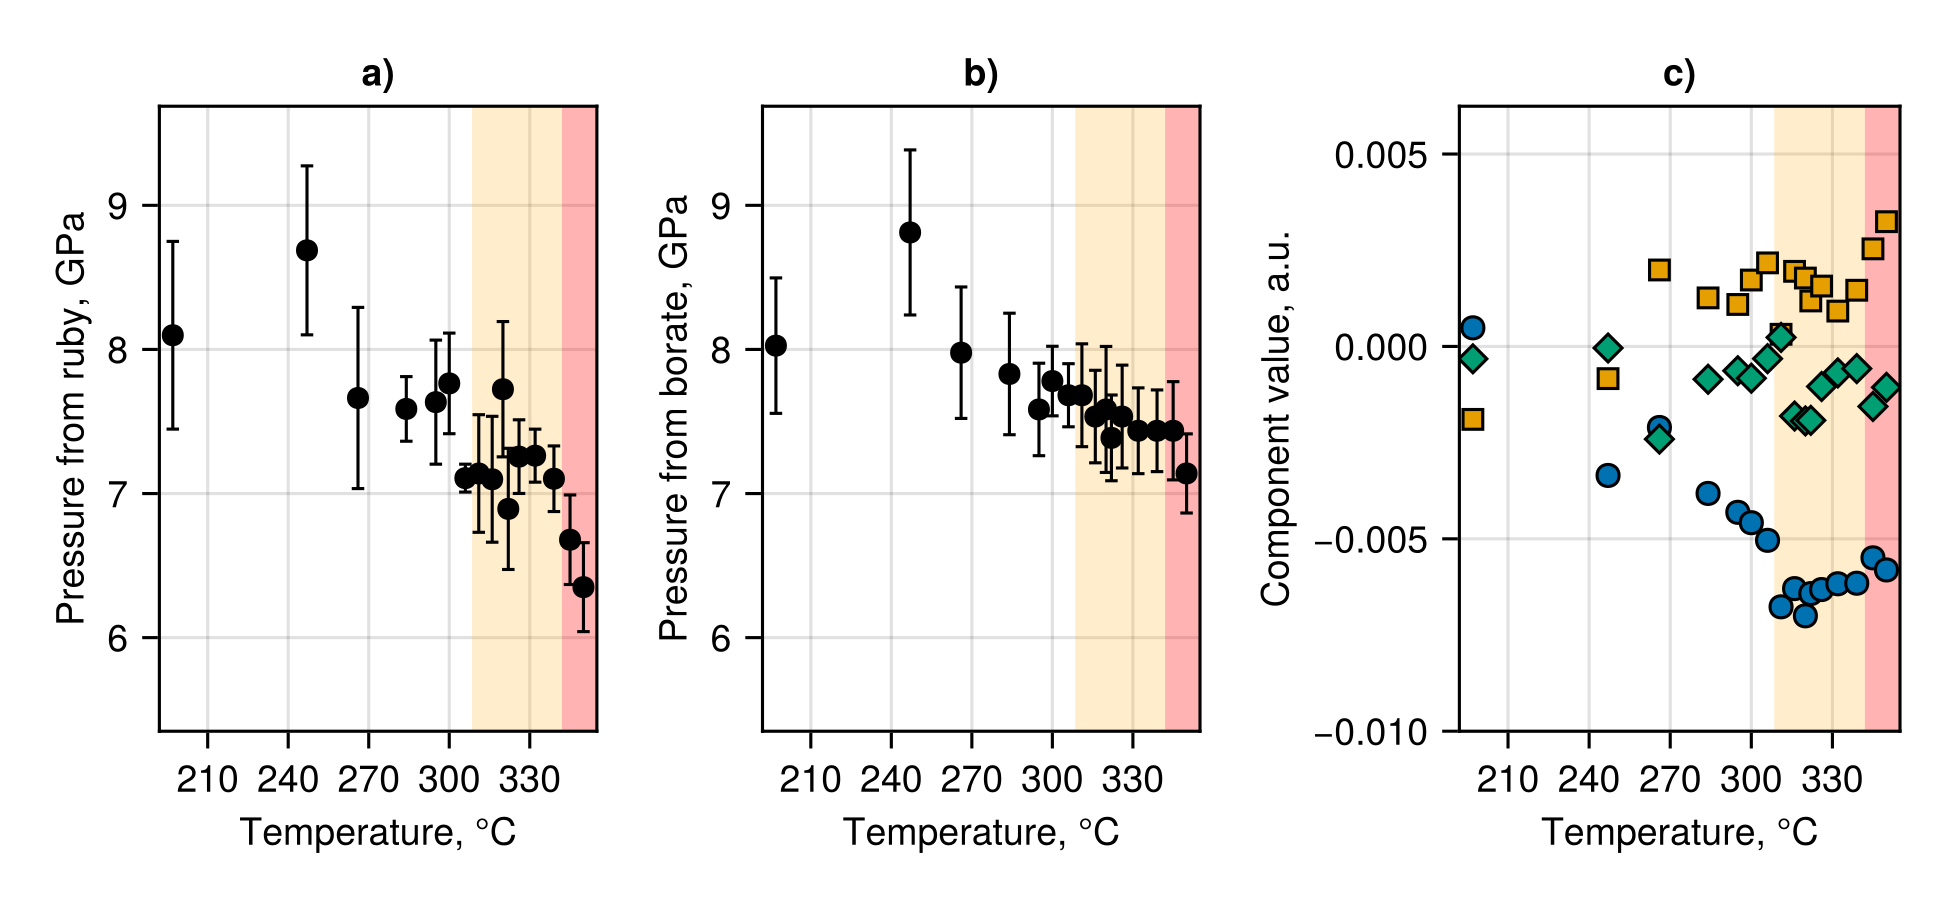 a)
b)
c)
Pressure from ruby, GPa
9
8
7
6
210 240 270 300 330
Temperature, °C
Pressure from borate, GPa
9
8
7
6
210 240 270 300 330
Temperature, °C
Component value, a.u.
0.005
0.000
−0.005
−0.010
210 240 270 300 330
Temperature, °C